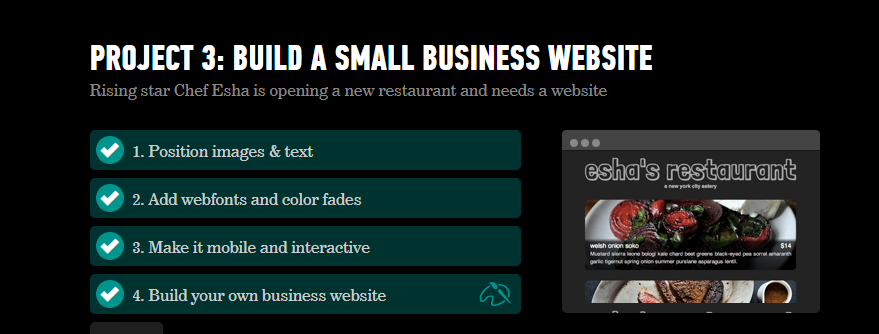 PROJECT 3: BUILD A SMALL BUSINESS WEBSITE
Rising star Chef Esha is opening a new restaurant and needs a website
1. Position images & text
2. Add webfonts and color fades
3. Make it mobile and interactive
4. Build your own business website
esha's restaurant
a new york city eatery
welsh onion soko $14
Mustard sierra leone bologi kale chard beet greens black-eyed pea sorrel amaranth
garlic tigernut spring onion summer purslane asparagus lentil.